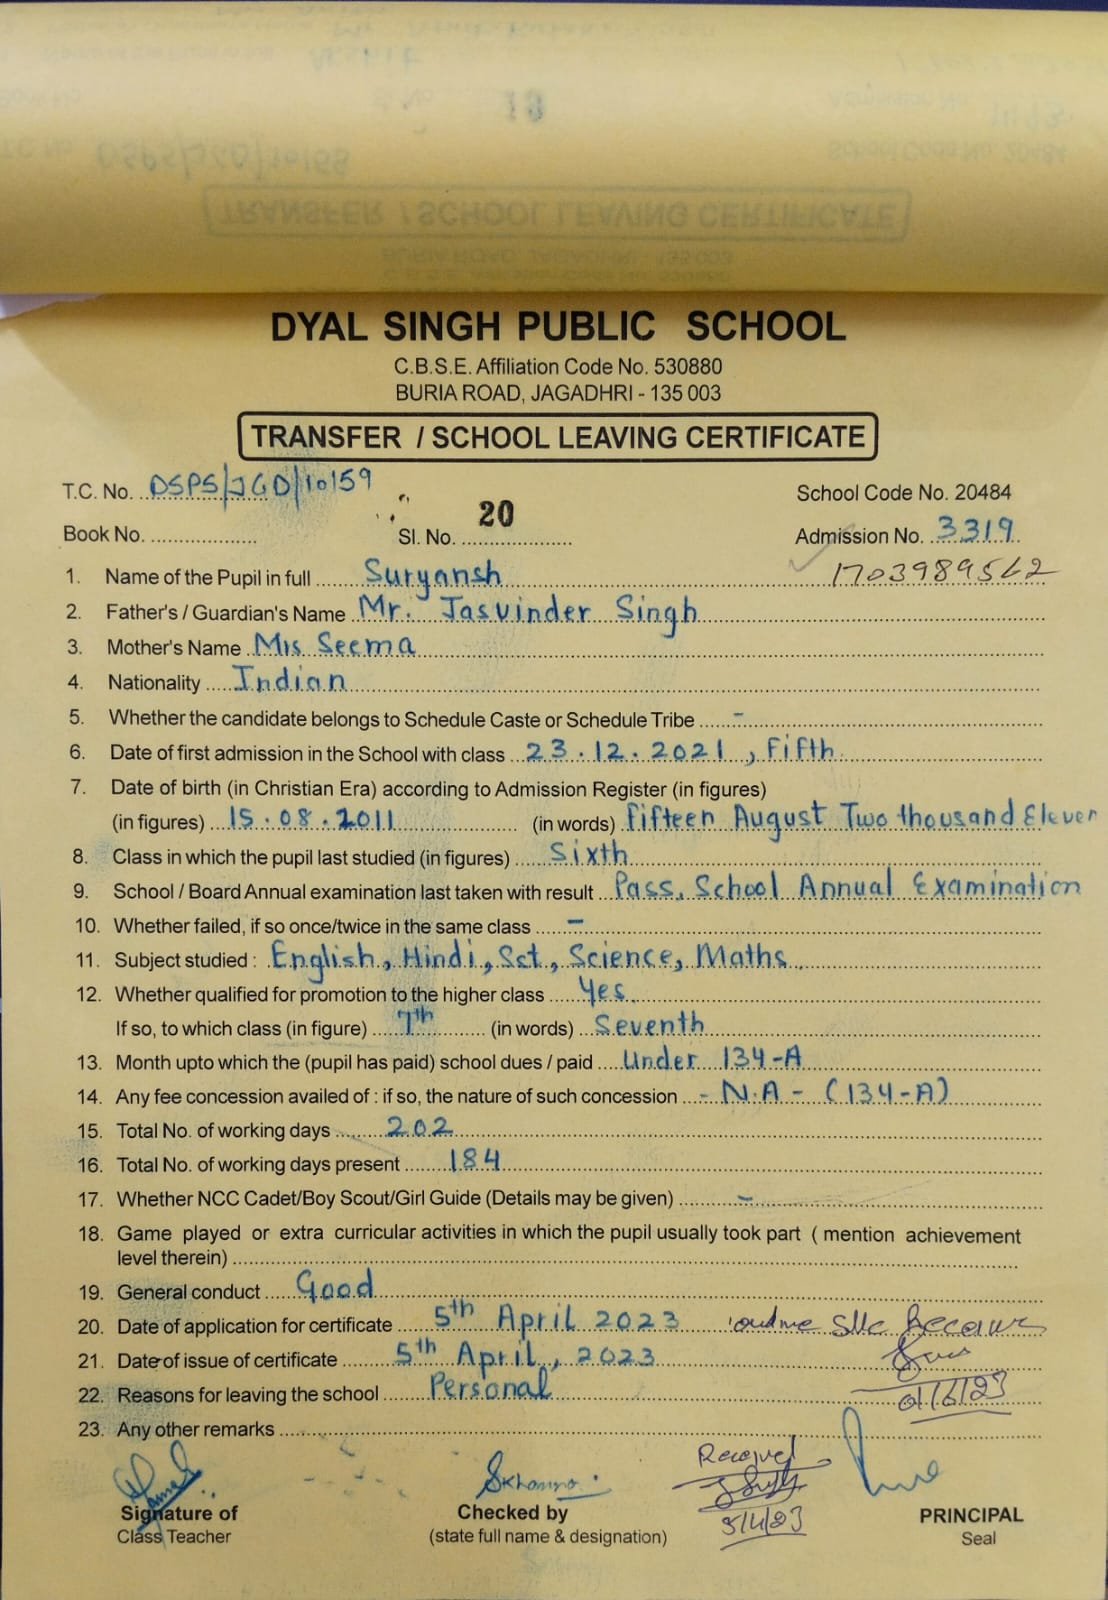 DYAL SINGH PUBLIC SCHOOL
C.B.S.E. Affiliation Code No. 530880
BURIA ROAD, JAGADHRI - 135 003
TRANSFER / SCHOOL LEAVING CERTIFICATE
T.C. No. DSPS/JGD/10159 School Code No. 20484
Book No. .................... Sl. No. 20 Admission No. 3319
1. Name of the Pupil in full Suryansh 1703989562
2. Father's / Guardian's Name Mr. Jasvinder Singh
3. Mother's Name Mrs Seema
4. Nationality Indian
5. Whether the candidate belongs to Schedule Caste or Schedule Tribe -
6. Date of first admission in the School with class 23.12.2021, Fifth
7. Date of birth (in Christian Era) according to Admission Register (in figures)
(in figures) 15.08.2011 (in words) Fifteen August Two thousand Eleven
8. Class in which the pupil last studied (in figures) Sixth
9. School / Board Annual examination last taken with result Pass, School Annual Examination
10. Whether failed, if so once/twice in the same class -
11. Subject studied : English, Hindi, Sst, Science, Maths
12. Whether qualified for promotion to the higher class Yes
If so, to which class (in figure) 7th (in words) Seventh
13. Month upto which the (pupil has paid) school dues / paid Under 134-A
14. Any fee concession availed of : if so, the nature of such concession - N.A - (134-A)
15. Total No. of working days 202
16. Total No. of working days present 184
17. Whether NCC Cadet/Boy Scout/Girl Guide (Details may be given) -
18. Game played or extra curricular activities in which the pupil usually took part ( mention achievement
level therein)
19. General conduct Good
20. Date of application for certificate 5th April 2023 SLC
21. Date of issue of certificate 5th April, 2023
22. Reasons for leaving the school Personal 01/6/23
23. Any other remarks
Received
Skhanna
5/4/23
Signature of Checked by PRINCIPAL
Class Teacher (state full name & designation) Seal